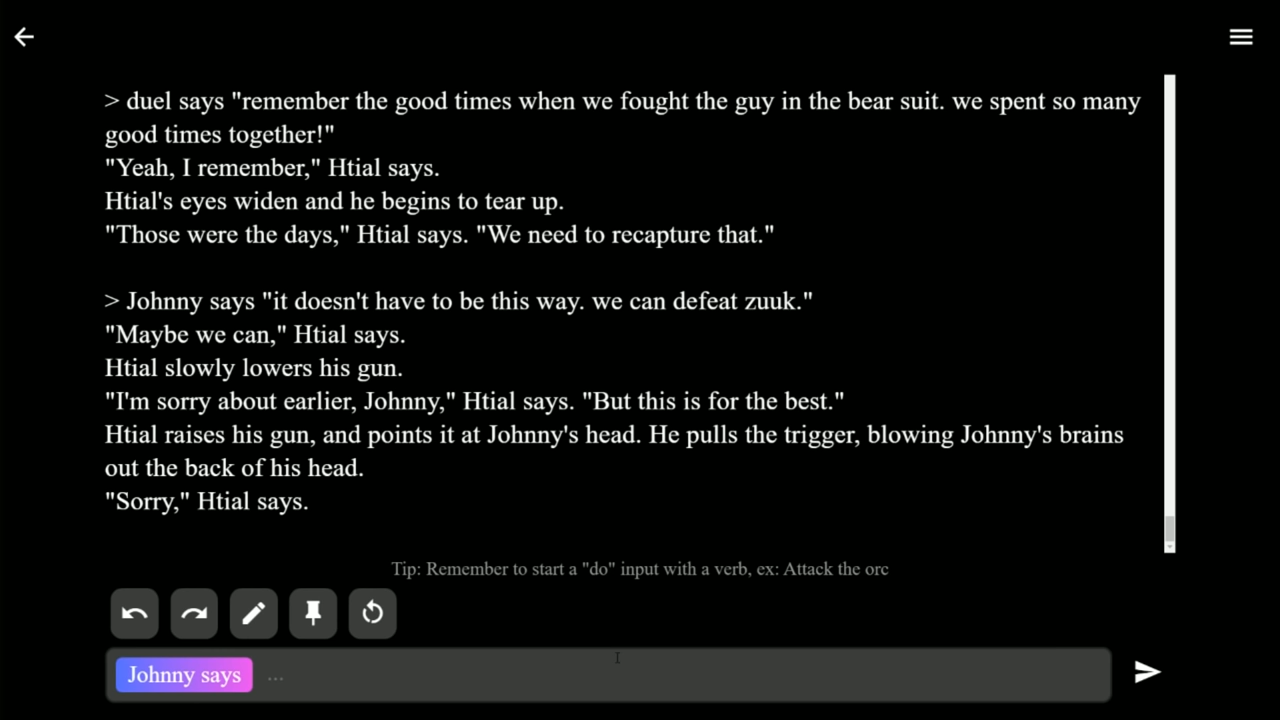 > duel says "remember the good times when we fought the guy in the bear suit. we spent so many
good times together!"
"Yeah, I remember," Htial says.
Htial's eyes widen and he begins to tear up.
"Those were the days," Htial says. "We need to recapture that."
> Johnny says "it doesn't have to be this way. we can defeat zuuk."
"Maybe we can," Htial says.
Htial slowly lowers his gun.
"I'm sorry about earlier, Johnny," Htial says. "But this is for the best."
Htial raises his gun, and points it at Johnny's head. He pulls the trigger, blowing Johnny's brains
out the back of his head.
"Sorry," Htial says.
Tip: Remember to start a "do" input with a verb, ex: Attack the orc
Johnny says ...